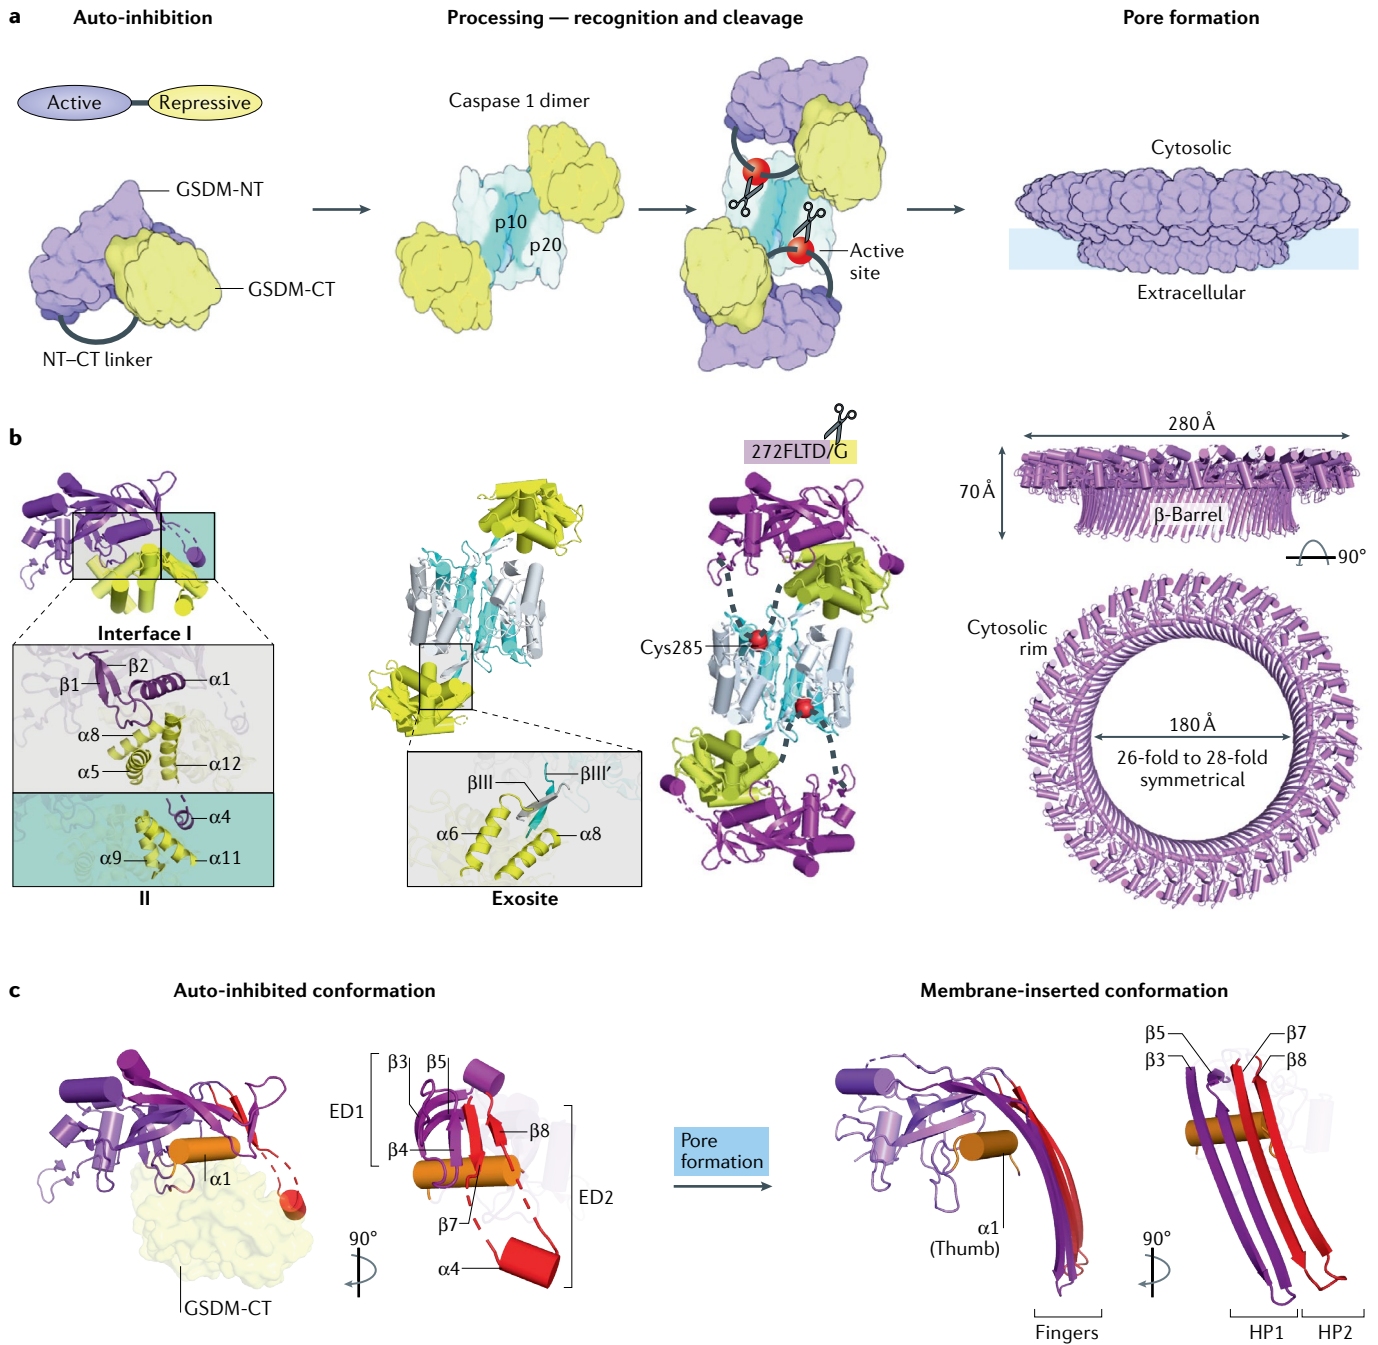 a
Auto-inhibition
Processing — recognition and cleavage
Pore formation
Active
Repressive
GSDM-NT
GSDM-CT
NT–CT linker
Caspase 1 dimer
p10
p20
Active
site
Cytosolic
Extracellular
b
Interface I
β2
β1
α1
α8
α5
α12
α4
α9
α11
II
βIII
βIII′
α6
α8
Exosite
272FLTD/G
Cys285
280 Å
70 Å
β-Barrel
90°
Cytosolic
rim
180 Å
26-fold to 28-fold
symmetrical
c
Auto-inhibited conformation
Membrane-inserted conformation
α1
GSDM-CT
90°
ED1
β3
β5
β4
β8
β7
α4
ED2
Pore
formation
α1
(Thumb)
Fingers
90°
β5
β7
β3
β8
HP1
HP2